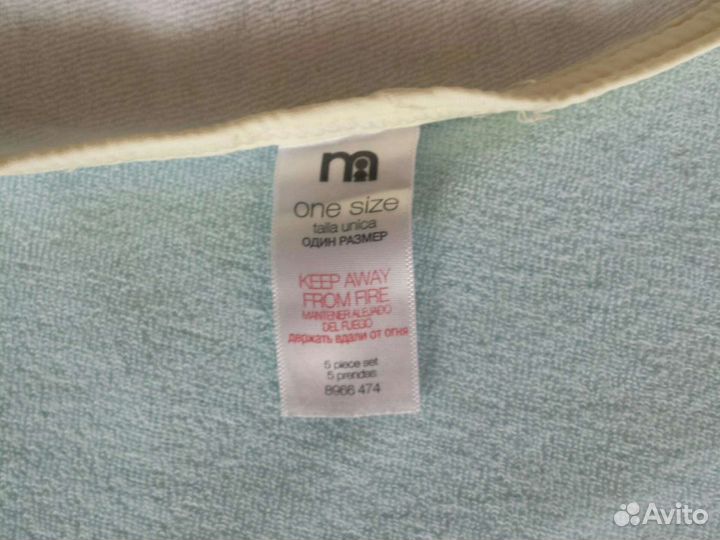 m
one size
talla unica
ОДИН РАЗМЕР
KEEP AWAY
FROM FIRE
MANTENER ALEJADO
DEL FUEGO
держать вдали от огня
5 piece set
5 prendas
8966 474
Avito